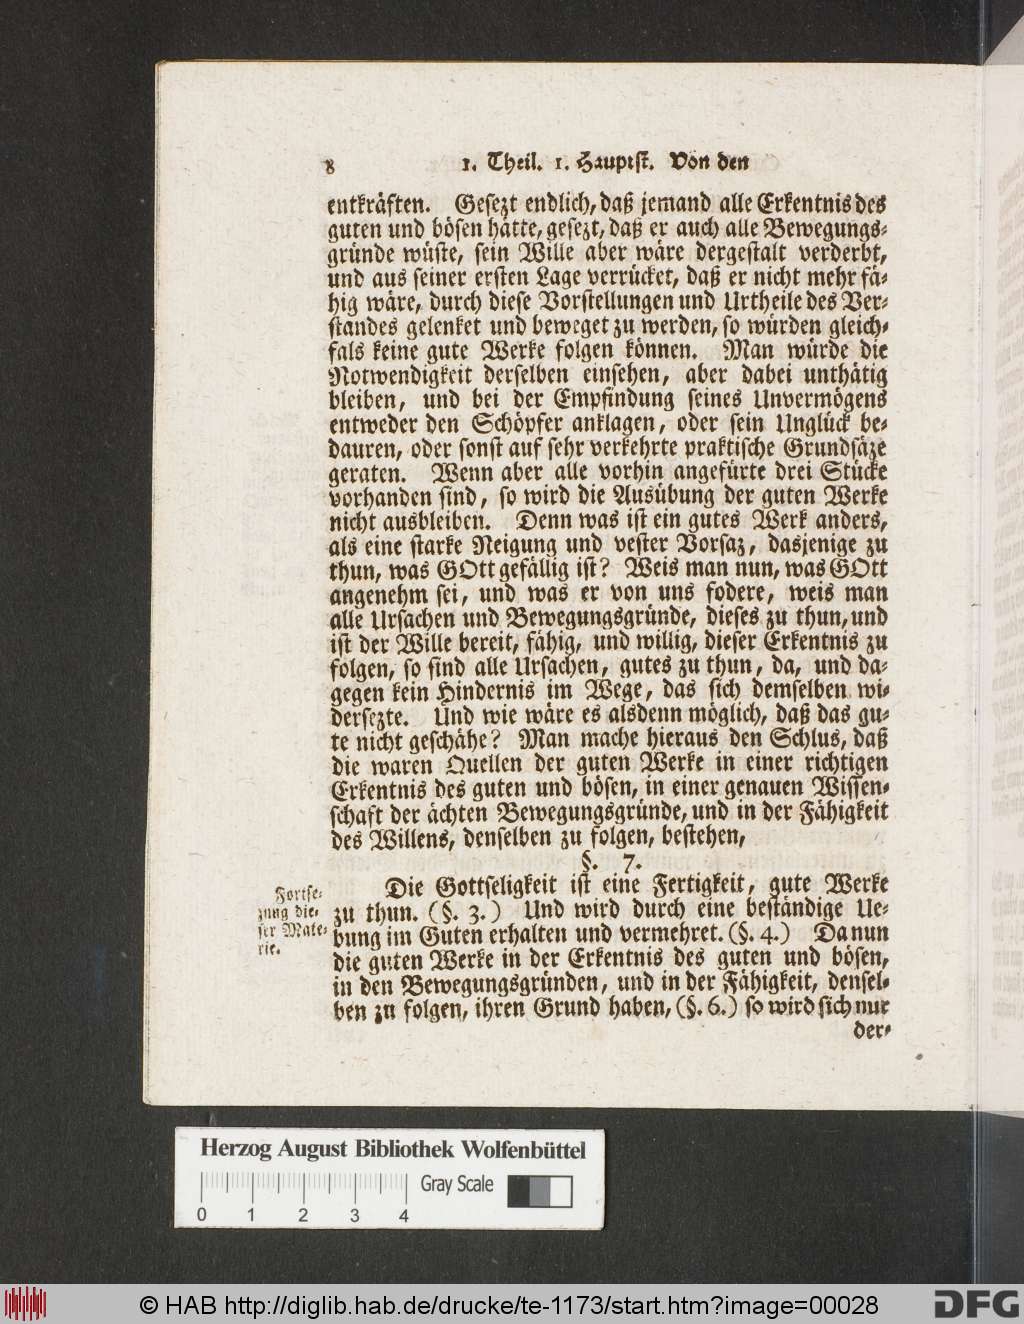 8 1. Theil. 1. Hauptst. Von den
entkräften. Gesezt endlich, daß jemand alle Erkentnis des
guten und bösen hätte, gesezt, daß er auch alle Bewegungs-
gründe wüste, sein Wille aber wäre dergestalt verderbt,
und aus seiner ersten Lage verrücket, daß er nicht mehr fä-
hig wäre, durch diese Vorstellungen und Urtheile des Ver-
standes gelenket und beweget zu werden, so würden gleich-
fals keine gute Werke folgen können. Man würde die
Notwendigkeit derselben einsehen, aber dabei unthätig
bleiben, und bei der Empfindung seines Unvermögens
entweder den Schöpfer anklagen, oder sein Unglück be-
dauren, oder sonst auf sehr verkehrte praktische Grundsäze
geraten. Wenn aber alle vorhin angefürte drei Stücke
vorhanden sind, so wird die Ausübung der guten Werke
nicht ausbleiben. Denn was ist ein gutes Werk anders,
als eine starke Neigung und vester Vorsaz, dasjenige zu
thun, was GOtt gefällig ist? Weis man nun, was GOtt
angenehm sei, und was er von uns fodere, weis man
alle Ursachen und Bewegungsgründe, dieses zu thun, und
ist der Wille bereit, fähig, und willig, dieser Erkentnis zu
folgen, so sind alle Ursachen, gutes zu thun, da, und da-
gegen kein Hindernis im Wege, das sich demselben wi-
dersezte. Und wie wäre es alsdenn möglich, daß das gu-
te nicht geschähe? Man mache hieraus den Schlus, daß
die waren Quellen der guten Werke in einer richtigen
Erkentnis des guten und bösen, in einer genauen Wissen-
schaft der ächten Bewegungsgründe, und in der Fähigkeit
des Willens, denselben zu folgen, bestehen,
§. 7.
Fortse-
zung die-
ser Mate-
rie.
Die Gottseligkeit ist eine Fertigkeit, gute Werke
zu thun. (§. 3.) Und wird durch eine beständige Ue-
bung im Guten erhalten und vermehret. (§. 4.) Da nun
die guten Werke in der Erkentnis des guten und bösen,
in den Bewegungsgründen, und in der Fähigkeit, densel-
ben zu folgen, ihren Grund haben, (§. 6.) so wird sich nur
der-
Herzog August Bibliothek Wolfenbüttel
Gray Scale
0 1 2 3 4
© HAB http://diglib.hab.de/drucke/te-1173/start.htm?image=00028
DFG